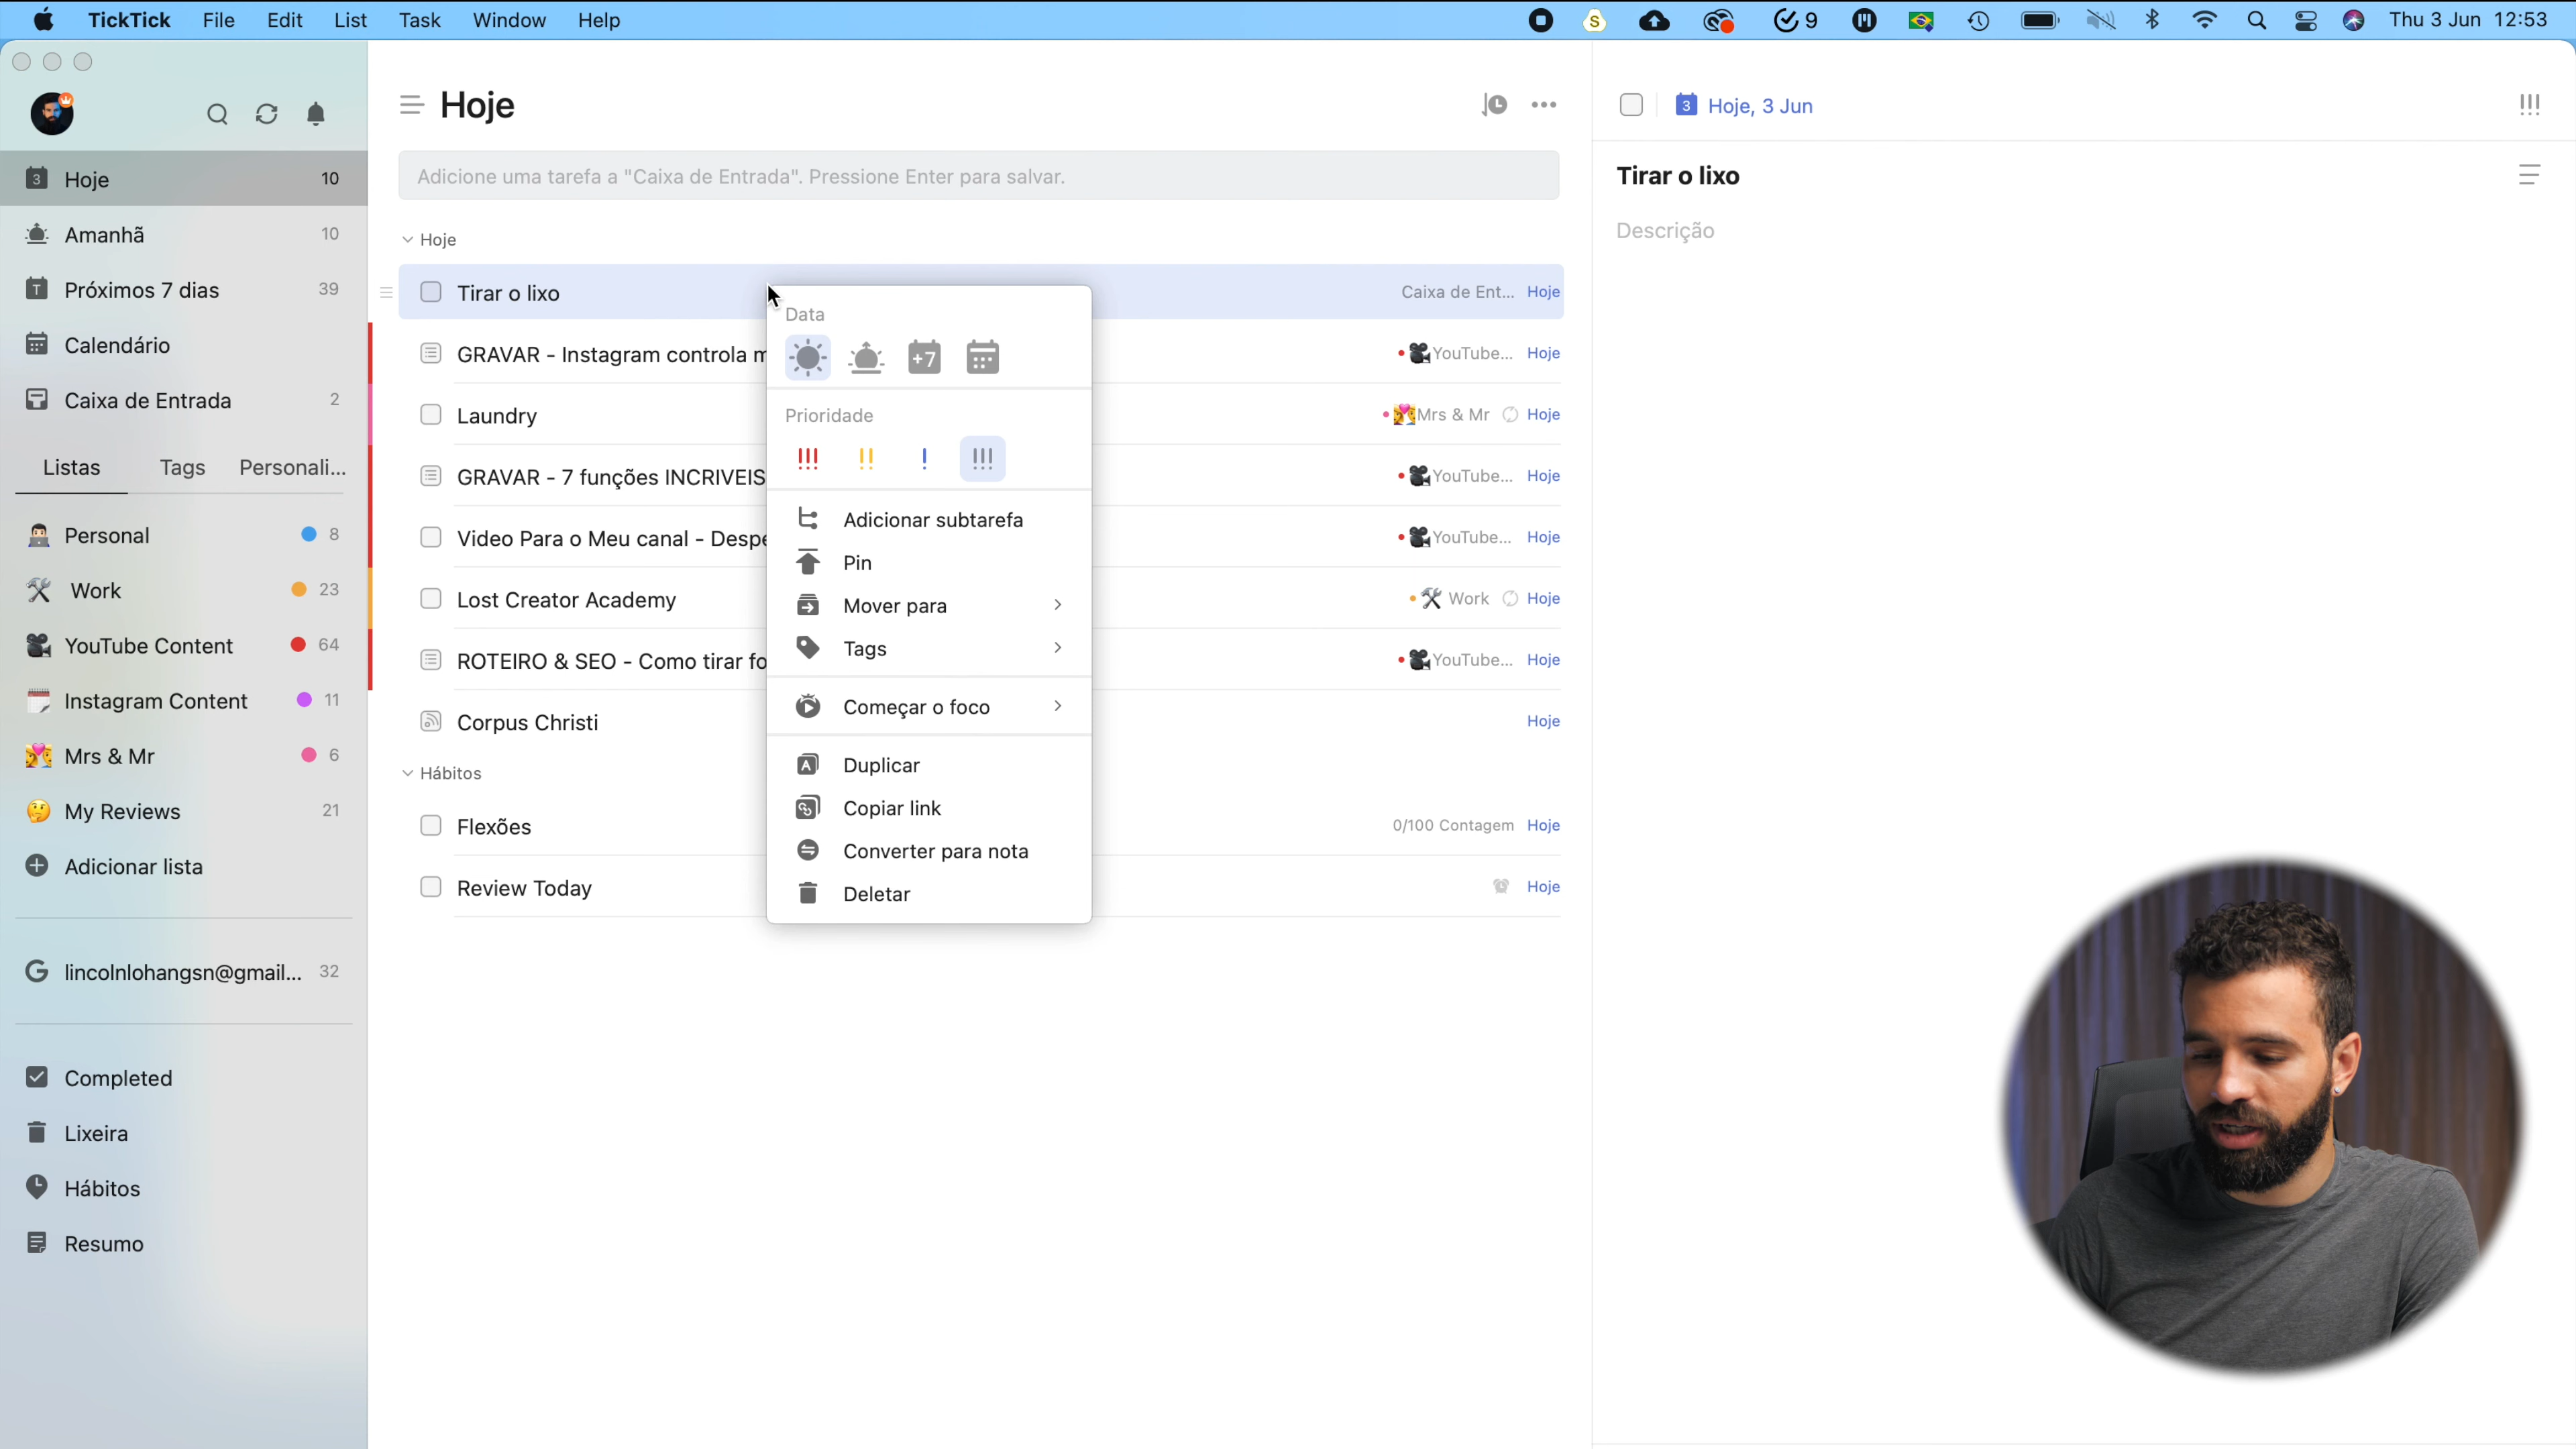 TickTick File Edit List Task Window Help
S 9 Thu 3 Jun 12:53
3 Hoje 10
Amanhã 10
T Próximos 7 dias 39
Calendário
Caixa de Entrada 2
Listas Tags Personali...
Personal 8
Work 23
YouTube Content 64
Instagram Content 11
Mrs & Mr 6
My Reviews 21
Adicionar lista
G lincolnlohangsn@gmail... 32
Completed
Lixeira
Hábitos
Resumo
Hoje
Adicione uma tarefa a "Caixa de Entrada". Pressione Enter para salvar.
Hoje
Tirar o lixo Caixa de Ent... Hoje
GRAVAR - Instagram controla m YouTube... Hoje
Laundry Mrs & Mr Hoje
GRAVAR - 7 funções INCRIVEIS YouTube... Hoje
Video Para o Meu canal - Despe YouTube... Hoje
Lost Creator Academy Work Hoje
ROTEIRO & SEO - Como tirar fo YouTube... Hoje
Corpus Christi Hoje
Hábitos
Flexões 0/100 Contagem Hoje
Review Today Hoje
Data
+7
Prioridade
!!! !! ! !!!
Adicionar subtarefa
Pin
Mover para
Tags
Começar o foco
Duplicar
Copiar link
Converter para nota
Deletar
3 Hoje, 3 Jun !!!
Tirar o lixo
Descrição